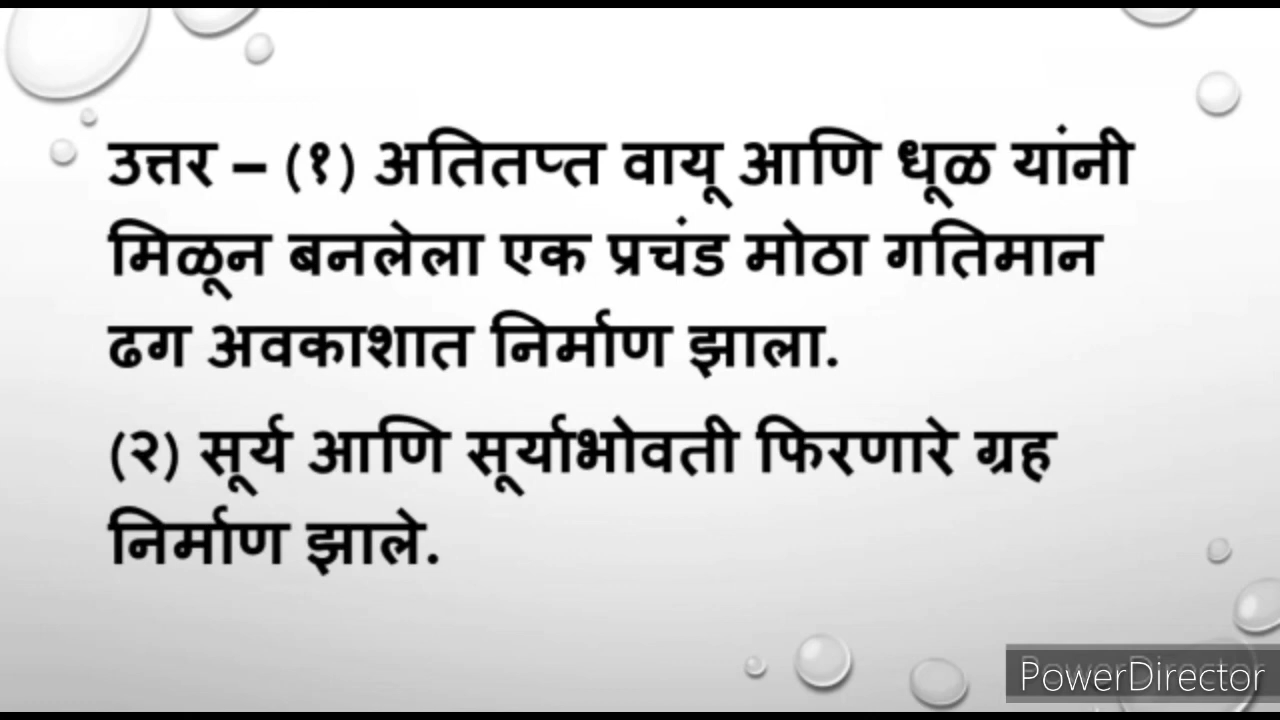 उत्तर – (१) अतितप्त वायू आणि धूळ यांनी
मिळून बनलेला एक प्रचंड मोठा गतिमान
ढग अवकाशात निर्माण झाला.
(२) सूर्य आणि सूर्याभोवती फिरणारे ग्रह
निर्माण झाले.
PowerDirector